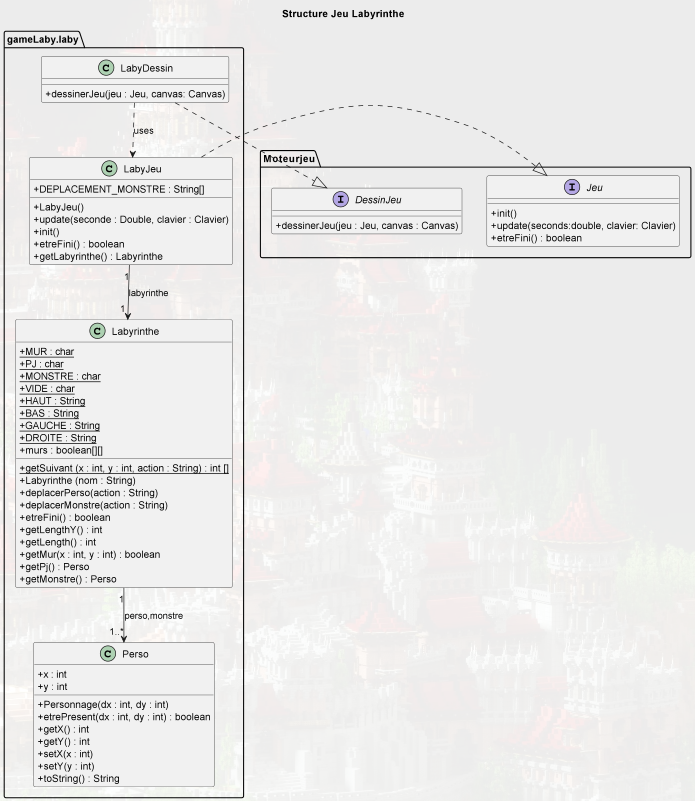 Structure Jeu Labyrinthe
gameLaby.laby
C LabyDessin
+dessinerJeu(jeu : Jeu, canvas: Canvas)
uses
C LabyJeu
+DEPLACEMENT_MONSTRE : String[]
+LabyJeu()
+update(seconde : Double, clavier : Clavier)
+init()
+etreFini() : boolean
+getLabyrinthe() : Labyrinthe
Moteurjeu
I DessinJeu
+dessinerJeu(jeu : Jeu, canvas : Canvas)
I Jeu
+init()
+update(seconds:double, clavier: Clavier)
+etreFini() : boolean
1
labyrinthe
1
C Labyrinthe
+MUR : char
+PJ : char
+MONSTRE : char
+VIDE : char
+HAUT : String
+BAS : String
+GAUCHE : String
+DROITE : String
+murs : boolean[][]
+getSuivant (x : int, y : int, action : String) : int []
+Labyrinthe (nom : String)
+deplacerPerso(action : String)
+deplacerMonstre(action : String)
+etreFini() : boolean
+getLengthY() : int
+getLength() : int
+getMur(x : int, y : int) : boolean
+getPj() : Perso
+getMonstre() : Perso
1
perso,monstre
1..*
C Perso
+x : int
+y : int
+Personnage(dx : int, dy : int)
+etrePresent(dx : int, dy : int) : boolean
+getX() : int
+getY() : int
+setX(x : int)
+setY(y : int)
+toString() : String